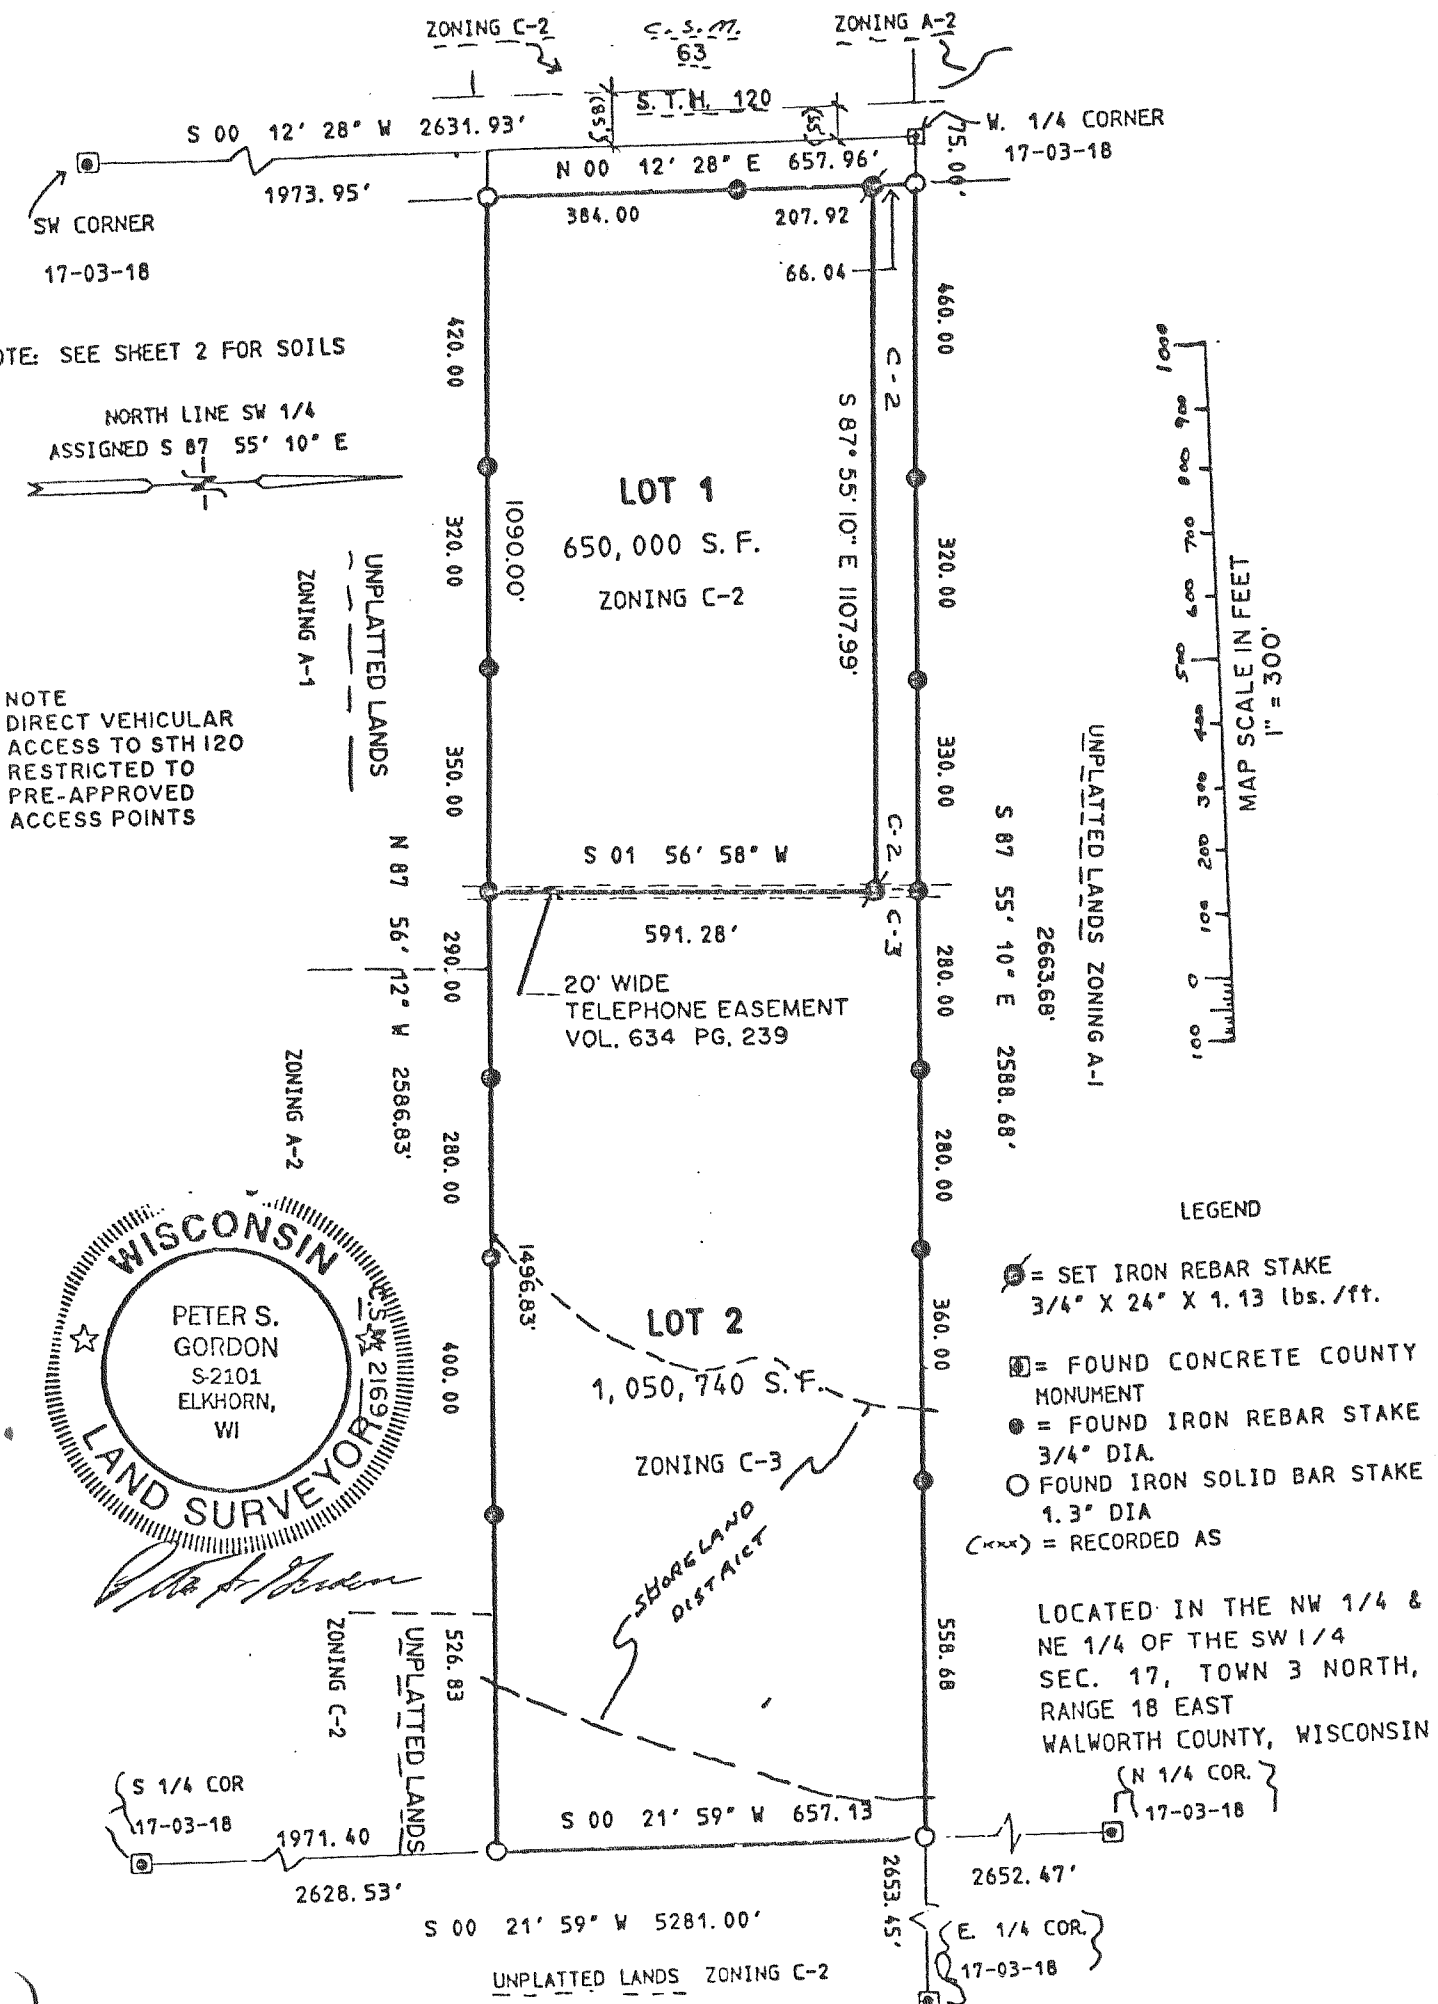 ZONING C-2
C.S.M.
63
ZONING A-2
S.T.H. 120
(85')
(55')
75.00'
W. 1/4 CORNER
17-03-18
S 00 12' 28" W 2631.93'
N 00 12' 28" E 657.96'
1973.95'
384.00
207.92
66.04
SW CORNER
17-03-18
OTE: SEE SHEET 2 FOR SOILS
NORTH LINE SW 1/4
ASSIGNED S 87 55' 10" E
420.00
320.00
350.00
290.00
280.00
400.00
526.83
460.00
320.00
330.00
280.00
280.00
360.00
558.68
C-2
S 87° 55' 10" E 1107.99'
LOT 1
650,000 S.F.
ZONING C-2
1090.00'
UNPLATTED LANDS
ZONING A-1
NOTE
DIRECT VEHICULAR
ACCESS TO STH 120
RESTRICTED TO
PRE-APPROVED
ACCESS POINTS
1000 900 800 700 600 500 400 300 200 100 0 100
MAP SCALE IN FEET
1" = 300'
UNPLATTED LANDS ZONING A-1
2663.68'
S 87 55' 10" E 2588.68'
C-2
C-3
S 01 56' 58" W
591.28'
N 87 56' 12" W 2586.83'
20' WIDE
TELEPHONE EASEMENT
VOL. 634 PG. 239
ZONING A-2
WISCONSIN
PETER S.
GORDON
S-2101
ELKHORN,
WI
LAND SURVEYOR
C.S.M 2169
1496.83'
LOT 2
1,050,740 S.F.
ZONING C-3
SHORELAND
DISTRICT
LEGEND
= SET IRON REBAR STAKE
3/4" X 24" X 1.13 lbs./ft.
= FOUND CONCRETE COUNTY
MONUMENT
= FOUND IRON REBAR STAKE
3/4" DIA.
FOUND IRON SOLID BAR STAKE
1.3" DIA
(xxx) = RECORDED AS
LOCATED IN THE NW 1/4 &
NE 1/4 OF THE SW 1/4
SEC. 17, TOWN 3 NORTH,
RANGE 18 EAST
WALWORTH COUNTY, WISCONSIN
ZONING C-2
UNPLATTED LANDS
S 1/4 COR
17-03-18
1971.40
2628.53'
S 00 21' 59" W 657.13
N 1/4 COR.
17-03-18
2652.47'
2653.45'
S 00 21' 59" W 5281.00'
E. 1/4 COR.
17-03-18
UNPLATTED LANDS ZONING C-2